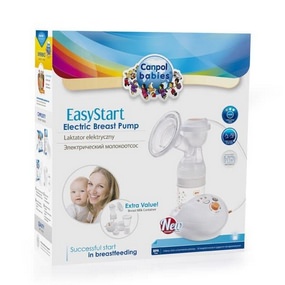 Canpol
babies
EasyStart
Electric Breast Pump
Laktator elektryczny
Электрический молокоотсос
Extra Value!
New
Successful start
in breastfeeding